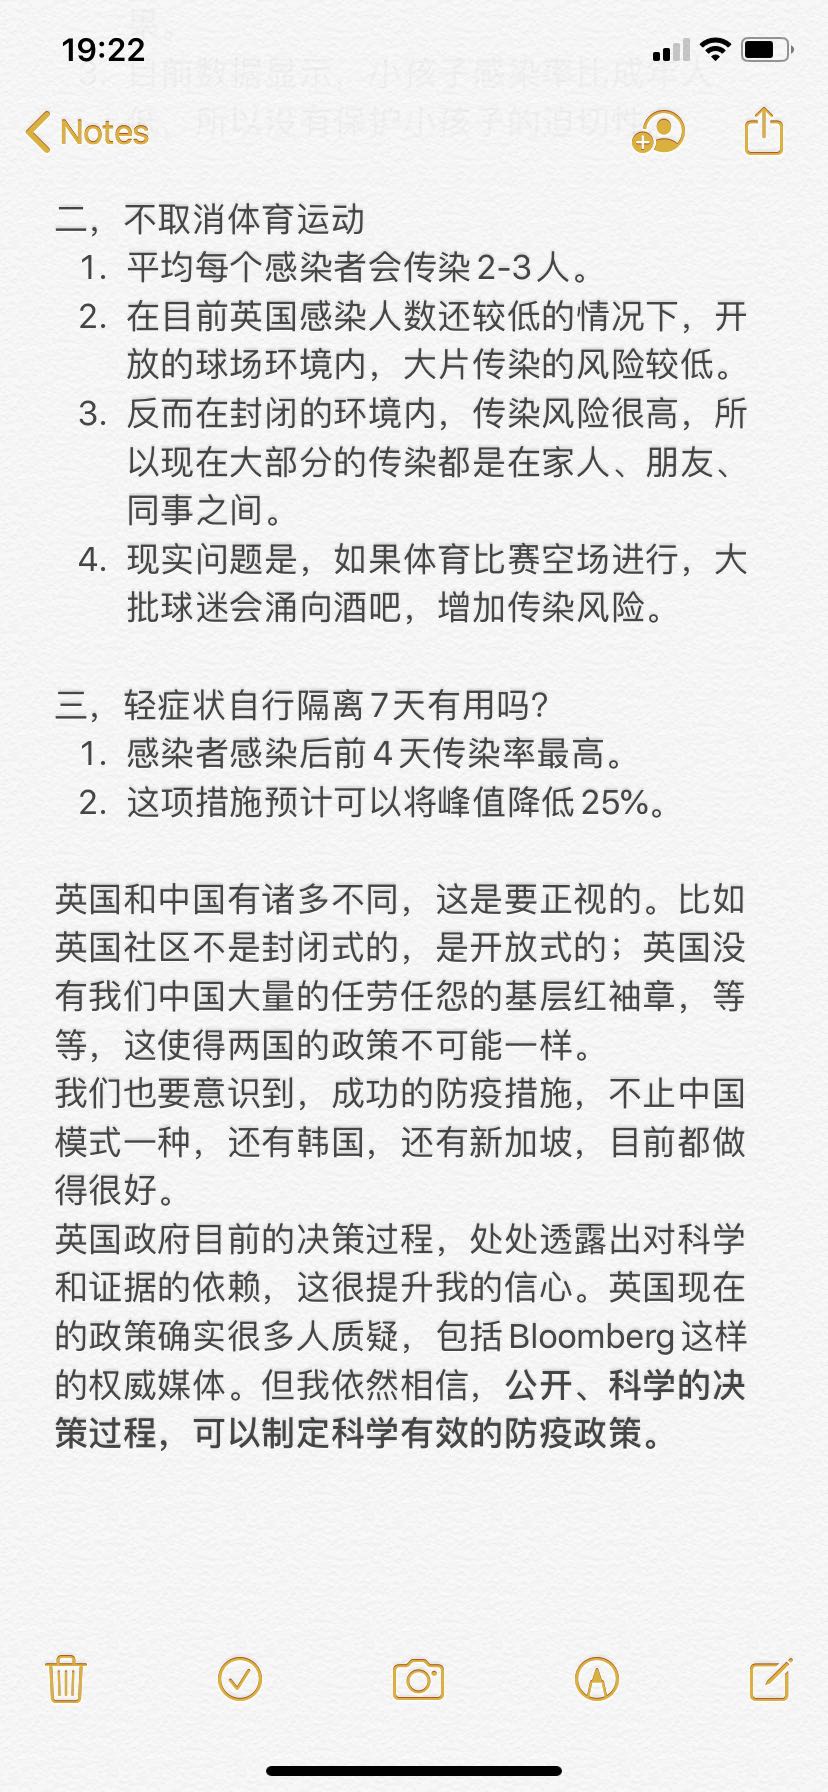 19:22
3. 目前数据显示，小孩子感染率比成年人
，所以没有保护小孩子的迫切性
Notes
二，不取消体育运动
1. 平均每个感染者会传染2-3人。
2. 在目前英国感染人数还较低的情况下，开
放的球场环境内，大片传染的风险较低。
3. 反而在封闭的环境内，传染风险很高，所
以现在大部分的传染都是在家人、朋友、
同事之间。
4. 现实问题是，如果体育比赛空场进行，大
批球迷会涌向酒吧，增加传染风险。
三，轻症状自行隔离7天有用吗?
1. 感染者感染后前4天传染率最高。
2. 这项措施预计可以将峰值降低25%。
英国和中国有诸多不同，这是要正视的。比如
英国社区不是封闭式的，是开放式的；英国没
有我们中国大量的任劳任怨的基层红袖章，等
等，这使得两国的政策不可能一样。
我们也要意识到，成功的防疫措施，不止中国
模式一种，还有韩国，还有新加坡，目前都做
得很好。
英国政府目前的决策过程，处处透露出对科学
和证据的依赖，这很提升我的信心。英国现在
的政策确实很多人质疑，包括Bloomberg这样
的权威媒体。但我依然相信，公开、科学的决
策过程，可以制定科学有效的防疫政策。